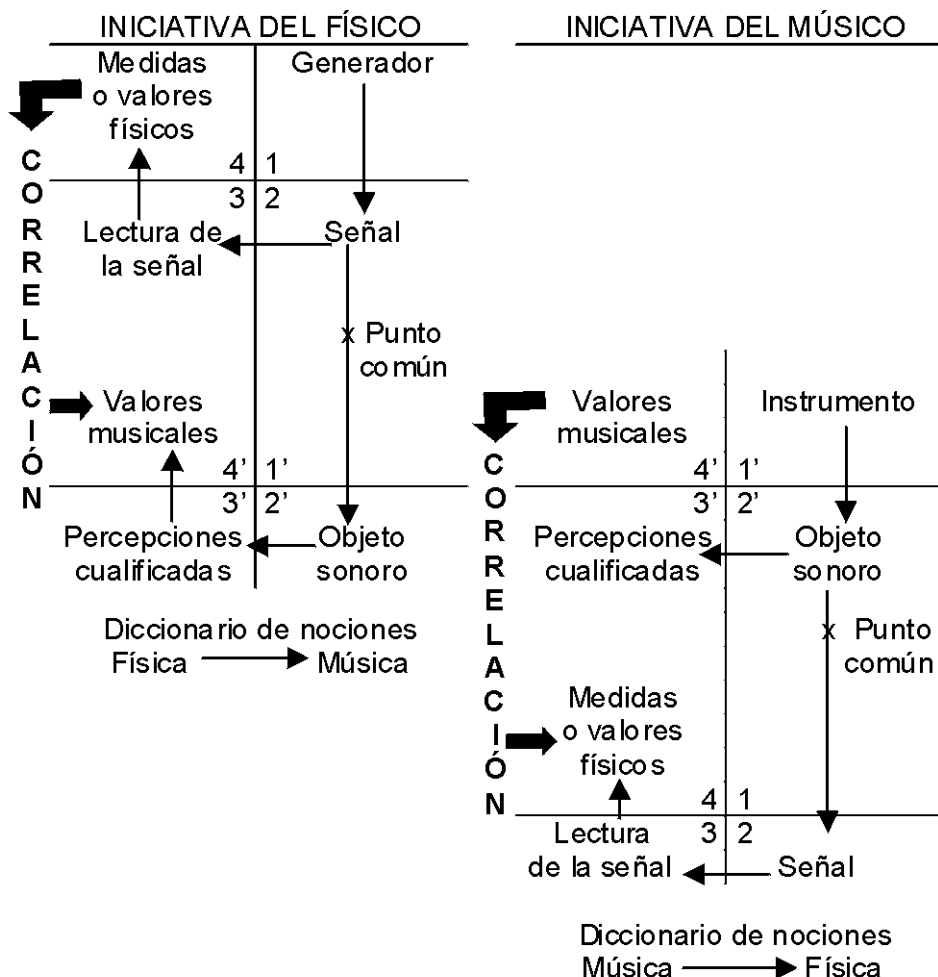 INICIATIVA DEL FÍSICO
Medidas
o valores
físicos
Generador
4 1
3 2
Lectura de
la señal
Señal
x Punto
común
CORRELACIÓN
Valores
musicales
4' 1'
3' 2'
Percepciones
cualificadas
Objeto
sonoro
Diccionario de nociones
Física Música
INICIATIVA DEL MÚSICO
Valores
musicales
Instrumento
4' 1'
3' 2'
Percepciones
cualificadas
Objeto
sonoro
x Punto
común
CORRELACIÓN
Medidas
o valores
físicos
4 1
3 2
Lectura
de la señal
Señal
Diccionario de nociones
Música Física